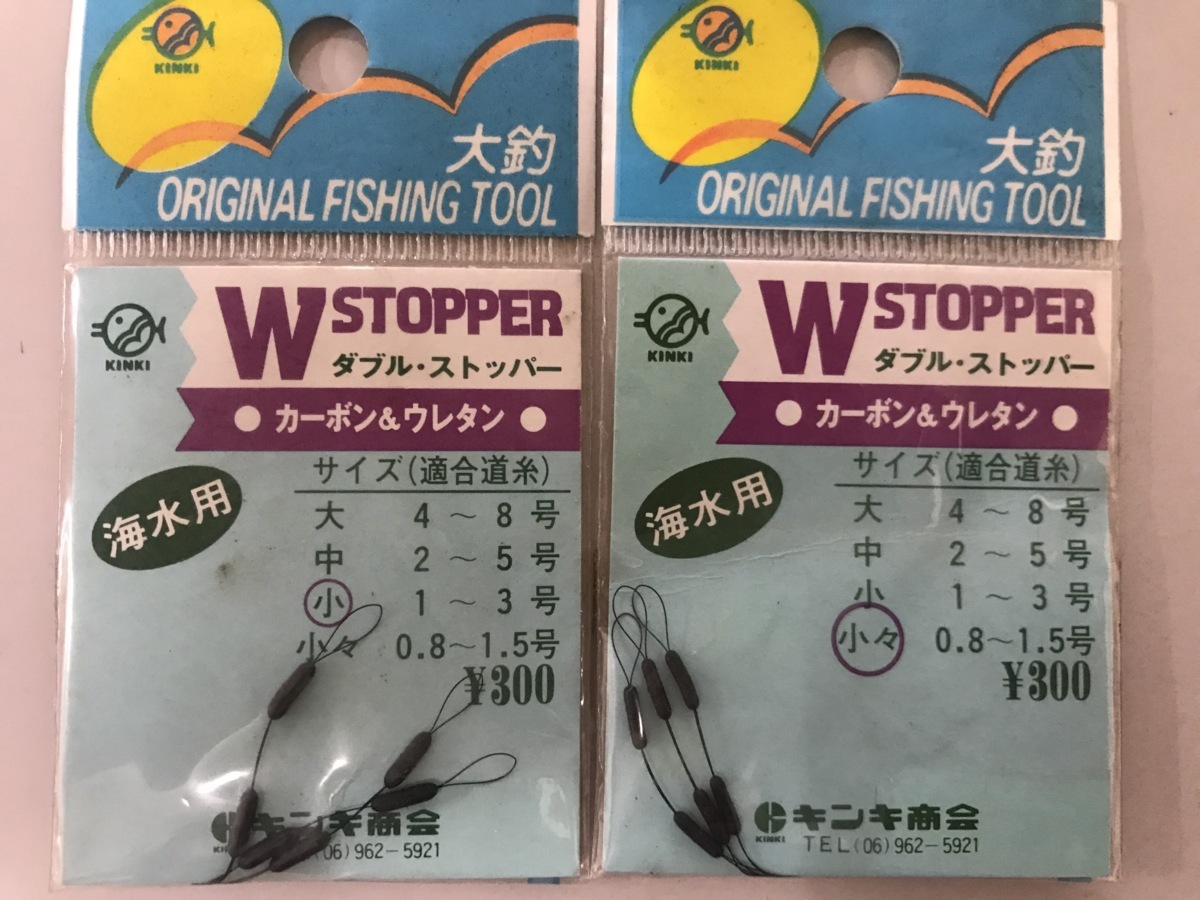 KINKI
大釣
ORIGINAL FISHING TOOL
KINKI
W STOPPER
ダブル・ストッパー
カーボン&ウレタン
海水用
サイズ(適合道糸)
大 4～8号
中 2～5号
小 1～3号
小々 0.8～1.5号
¥300
キンキ商会
(06)962-5921
KINKI
大釣
ORIGINAL FISHING TOOL
KINKI
W STOPPER
ダブル・ストッパー
カーボン&ウレタン
海水用
サイズ(適合道糸)
大 4～8号
中 2～5号
小 1～3号
小々 0.8～1.5号
¥300
キンキ商会
KINKI
TEL(06)962-5921